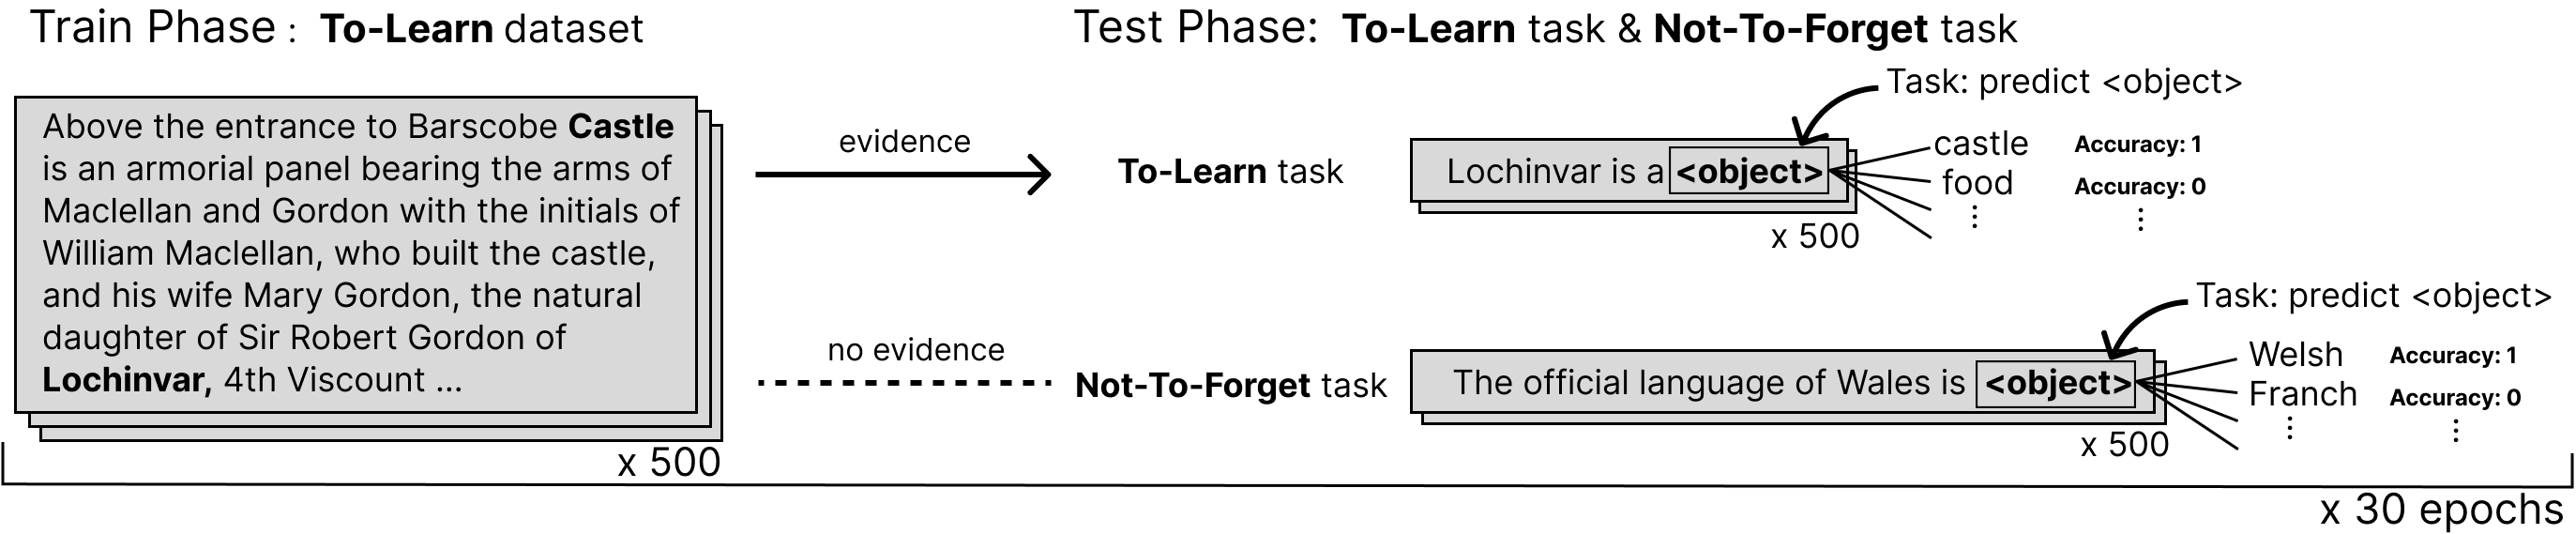 Train Phase : To-Learn dataset
Above the entrance to Barscobe Castle
is an armorial panel bearing the arms of
Maclellan and Gordon with the initials of
William Maclellan, who built the castle,
and his wife Mary Gordon, the natural
daughter of Sir Robert Gordon of
Lochinvar, 4th Viscount ...
x 500
evidence
no evidence
Test Phase: To-Learn task & Not-To-Forget task
Task: predict <object>
To-Learn task
Lochinvar is a <object>
castle Accuracy: 1
food Accuracy: 0
⋮ ⋮
x 500
Task: predict <object>
Not-To-Forget task
The official language of Wales is <object>
Welsh Accuracy: 1
Franch Accuracy: 0
⋮ ⋮
x 500
x 30 epochs